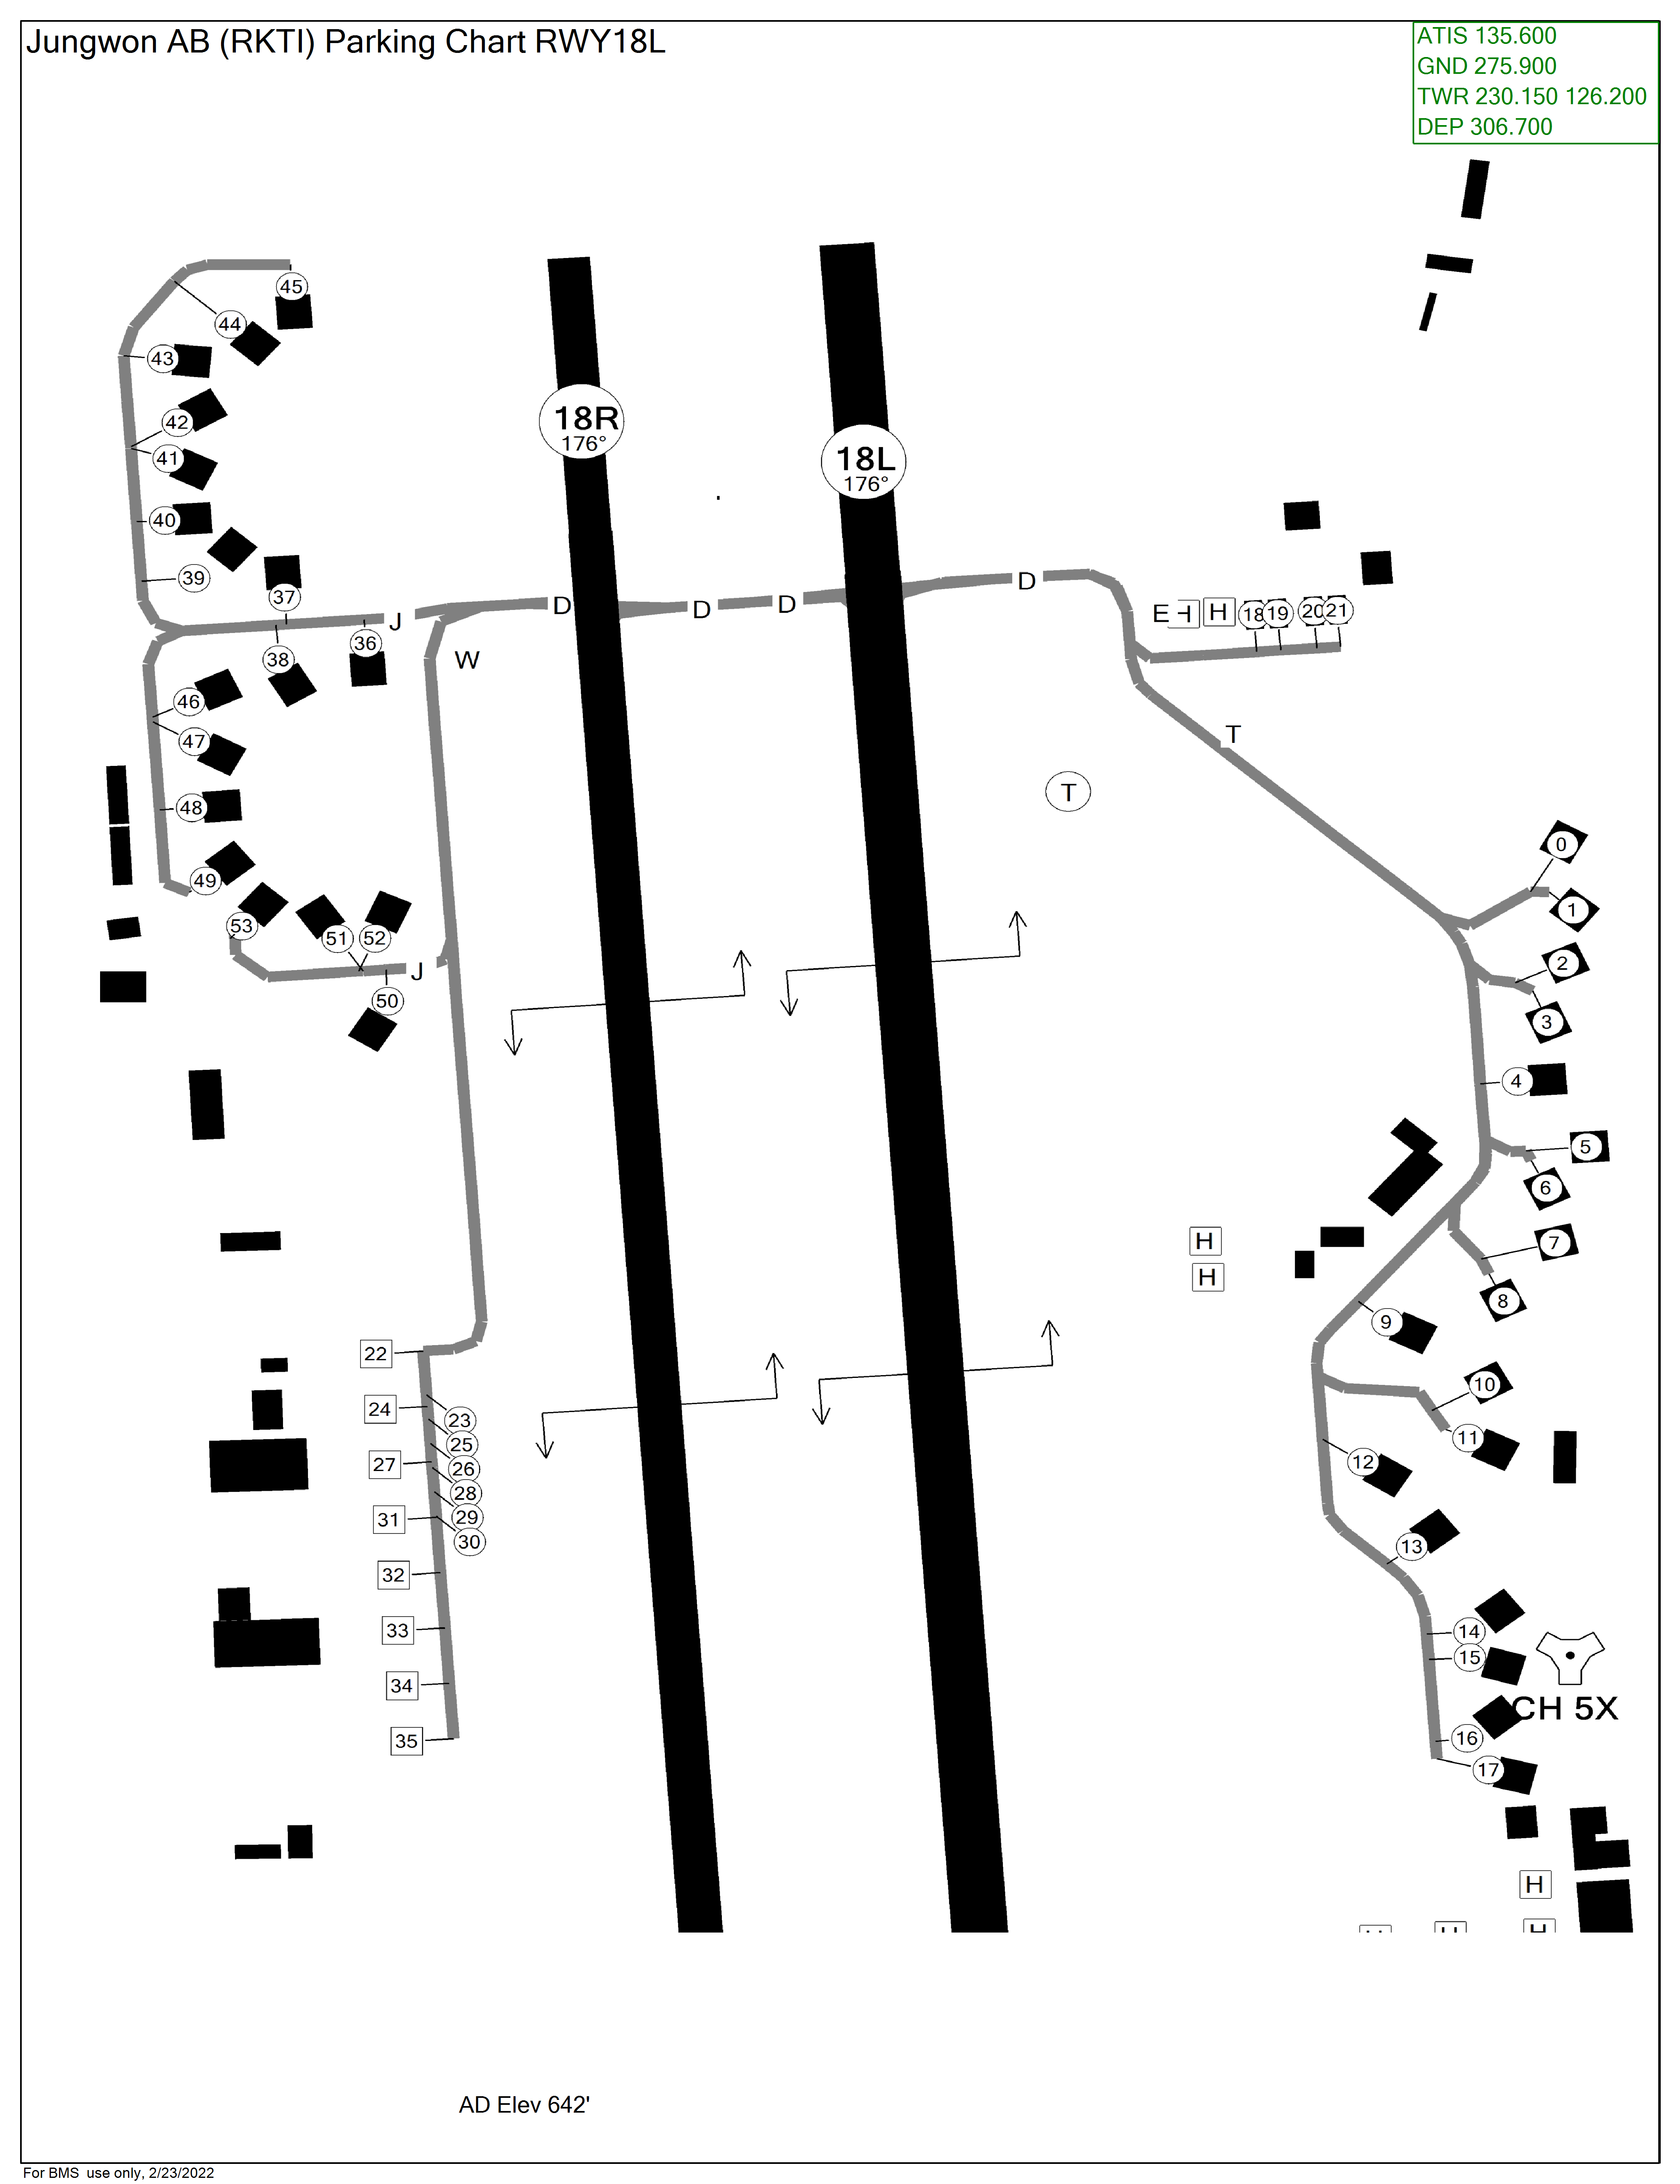 Jungwon AB (RKTI) Parking Chart RWY18L
ATIS 135.600
GND 275.900
TWR 230.150 126.200
DEP 306.700
45
44
43
18R
176°
42
41
18L
176°
40
39
37
D
D
D
D
J
36
E
H
H
18
19
20
21
38
W
46
47
T
T
48
0
49
1
53
51
52
2
J
50
3
4
5
6
H
7
H
8
9
22
10
24
23
11
25
12
27
26
28
31
29
30
13
32
33
14
15
34
CH 5X
35
16
17
H
H
H
H
AD Elev 642'
For BMS use only, 2/23/2022